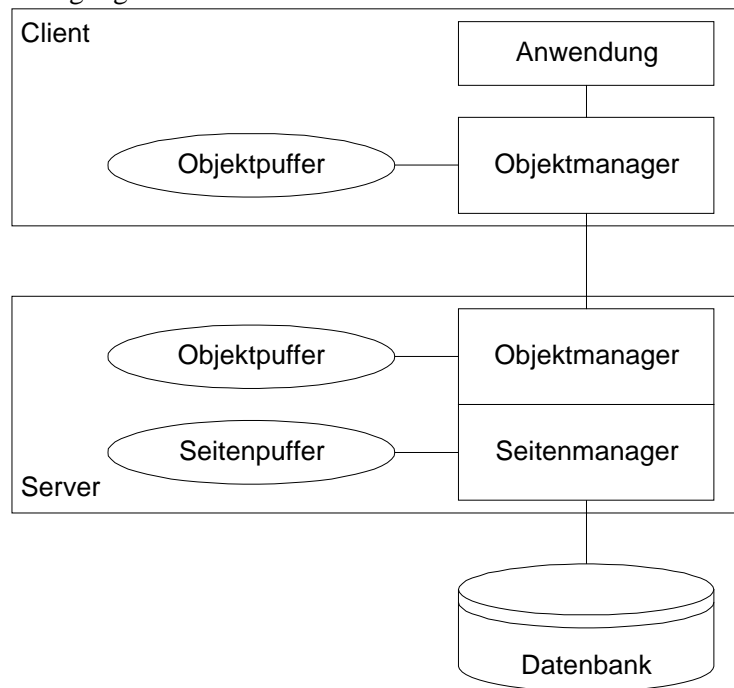 Client
Anwendung
Objektpuffer
Objektmanager
Objektpuffer
Objektmanager
Seitenpuffer
Seitenmanager
Server
Datenbank